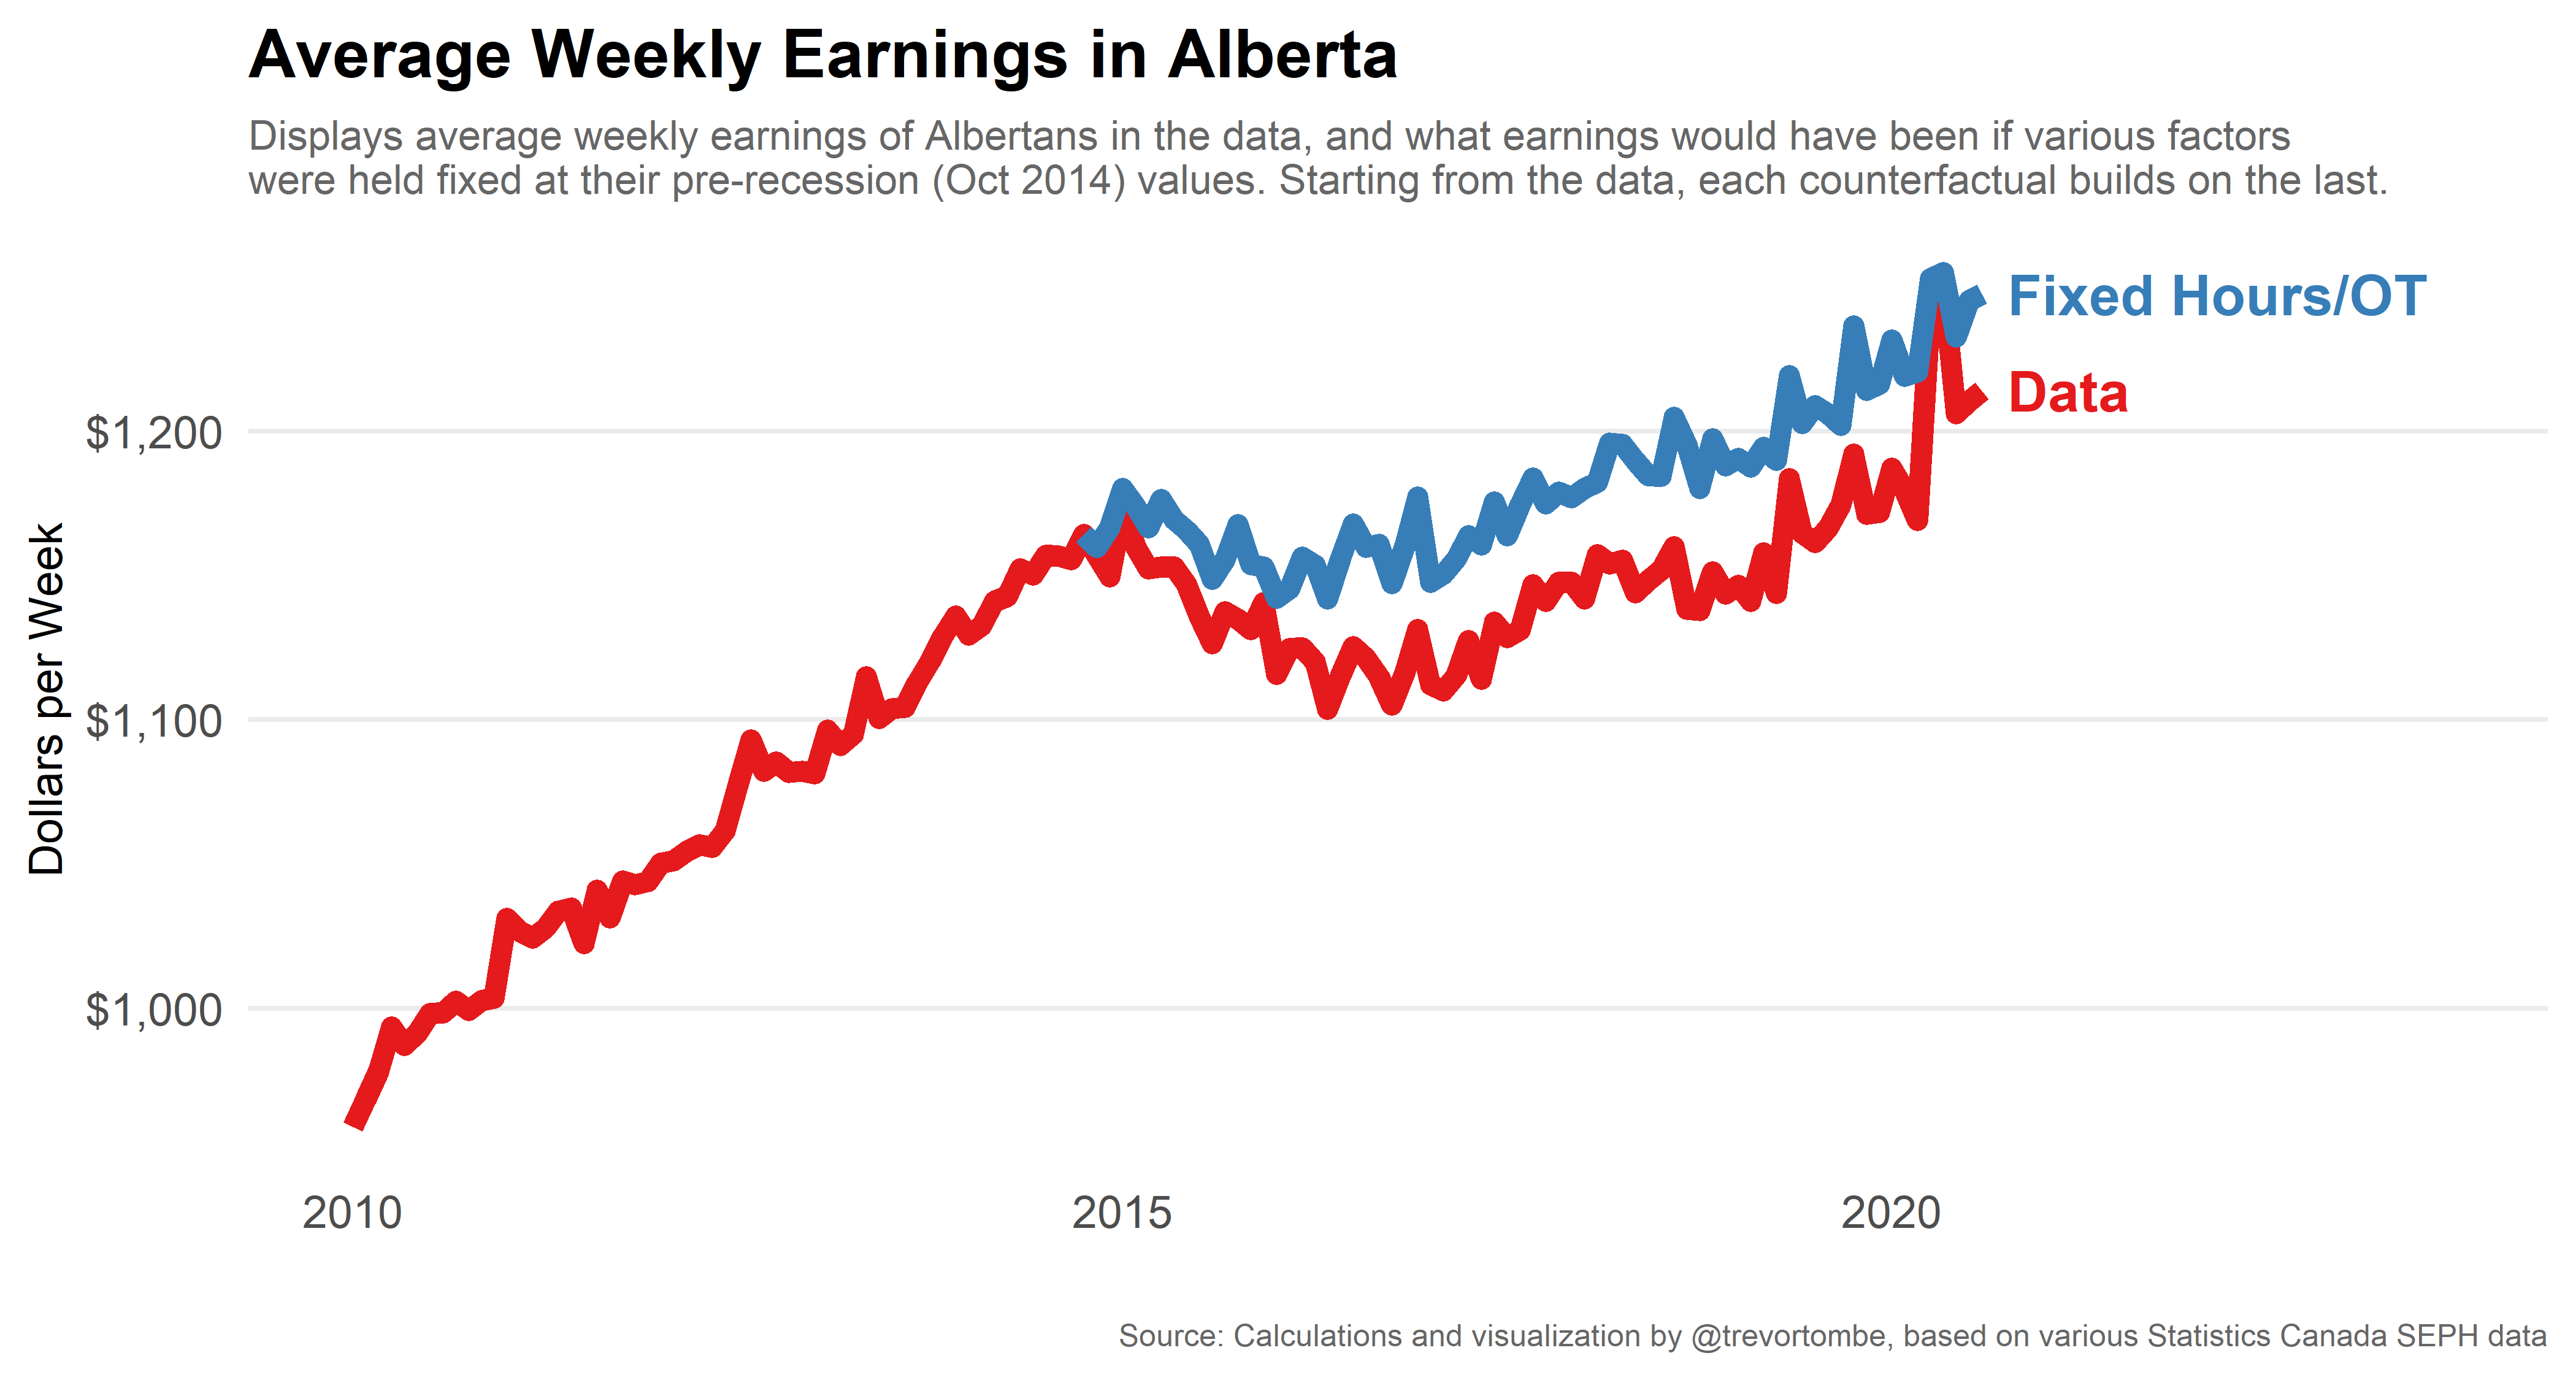 Average Weekly Earnings in Alberta
Displays average weekly earnings of Albertans in the data, and what earnings would have been if various factors
were held fixed at their pre-recession (Oct 2014) values. Starting from the data, each counterfactual builds on the last.
Fixed Hours/OT
Data
$1,200
$1,100
$1,000
Dollars per Week
2010
2015
2020
Source: Calculations and visualization by @trevortombe, based on various Statistics Canada SEPH data